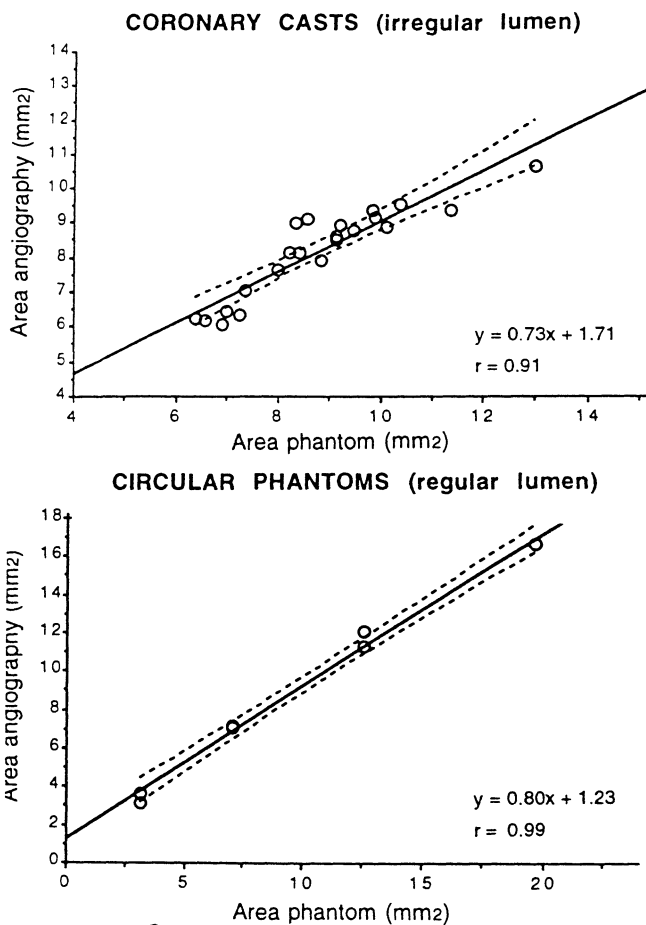 CORONARY CASTS (irregular lumen)
14
13
12
11
10
9
8
7
6
5
4
Area angiography (mm2)
y = 0.73x + 1.71
r = 0.91
4 6 8 10 12 14
Area phantom (mm2)
CIRCULAR PHANTOMS (regular lumen)
18
16
14
12
10
8
6
4
2
0
Area angiography (mm2)
y = 0.80x + 1.23
r = 0.99
0 5 10 15 20
Area phantom (mm2)